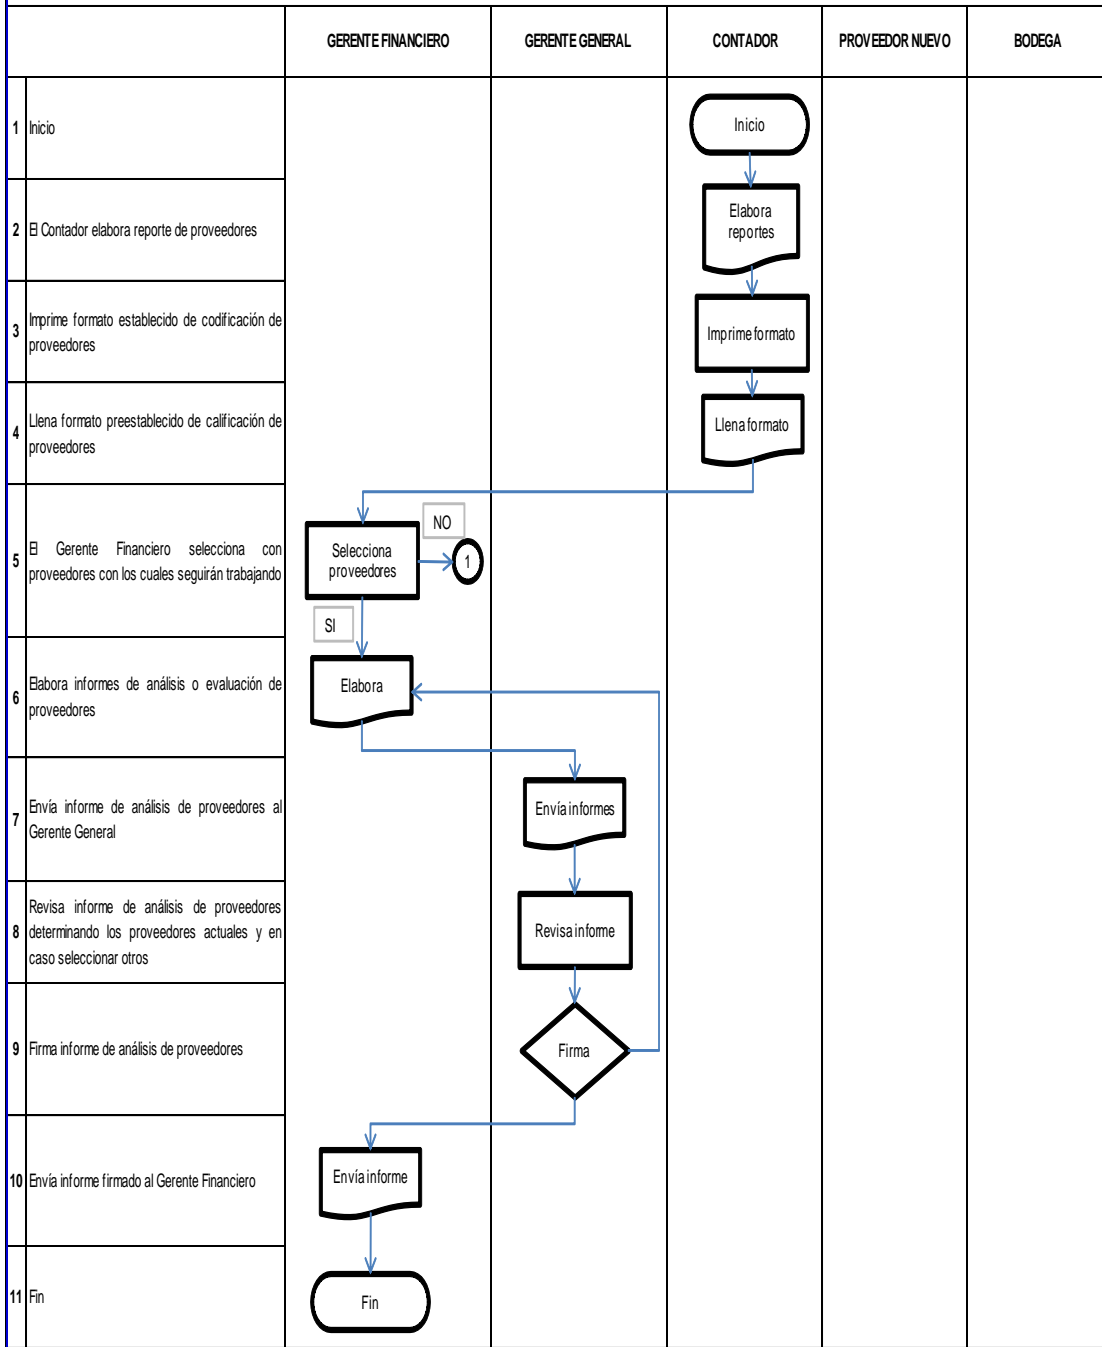 GERENTE FINANCIERO GERENTE GENERAL CONTADOR PROVEEDOR NUEVO BODEGA
1 Inicio
Inicio
2 El Contador elabora reporte de proveedores
Elabora
reportes
3 Imprime formato establecido de codificación de
proveedores
Imprime formato
4 Llena formato preestablecido de calificación de
proveedores
Llena formato
5 El Gerente Financiero selecciona con
proveedores con los cuales seguirán trabajando
Selecciona
proveedores
NO
1
SI
6 Elabora informes de análisis o evaluación de
proveedores
Elabora
7 Envía informe de análisis de proveedores al
Gerente General
Envía informes
8 Revisa informe de análisis de proveedores
determinando los proveedores actuales y en
caso seleccionar otros
Revisa informe
9 Firma informe de análisis de proveedores
Firma
10 Envía informe firmado al Gerente Financiero
Envía informe
11 Fin
Fin